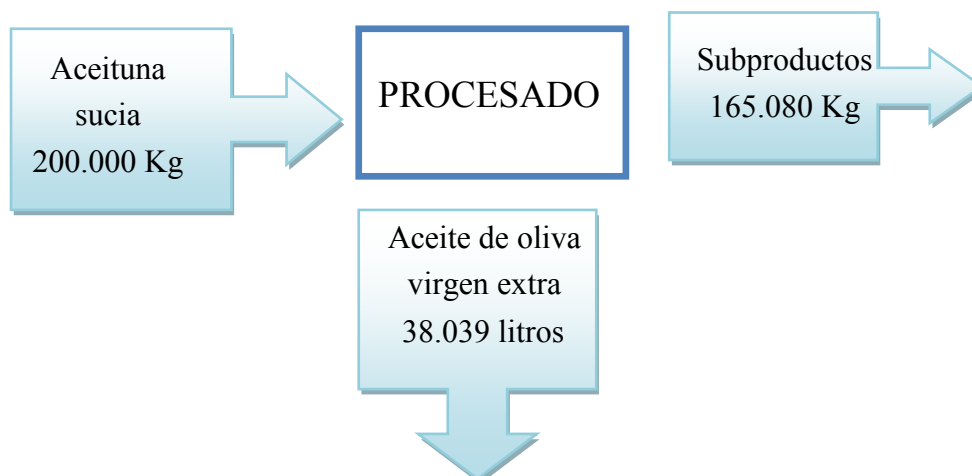 Aceituna
sucia
200.000 Kg
PROCESADO
Subproductos
165.080 Kg
Aceite de oliva
virgen extra
38.039 litros